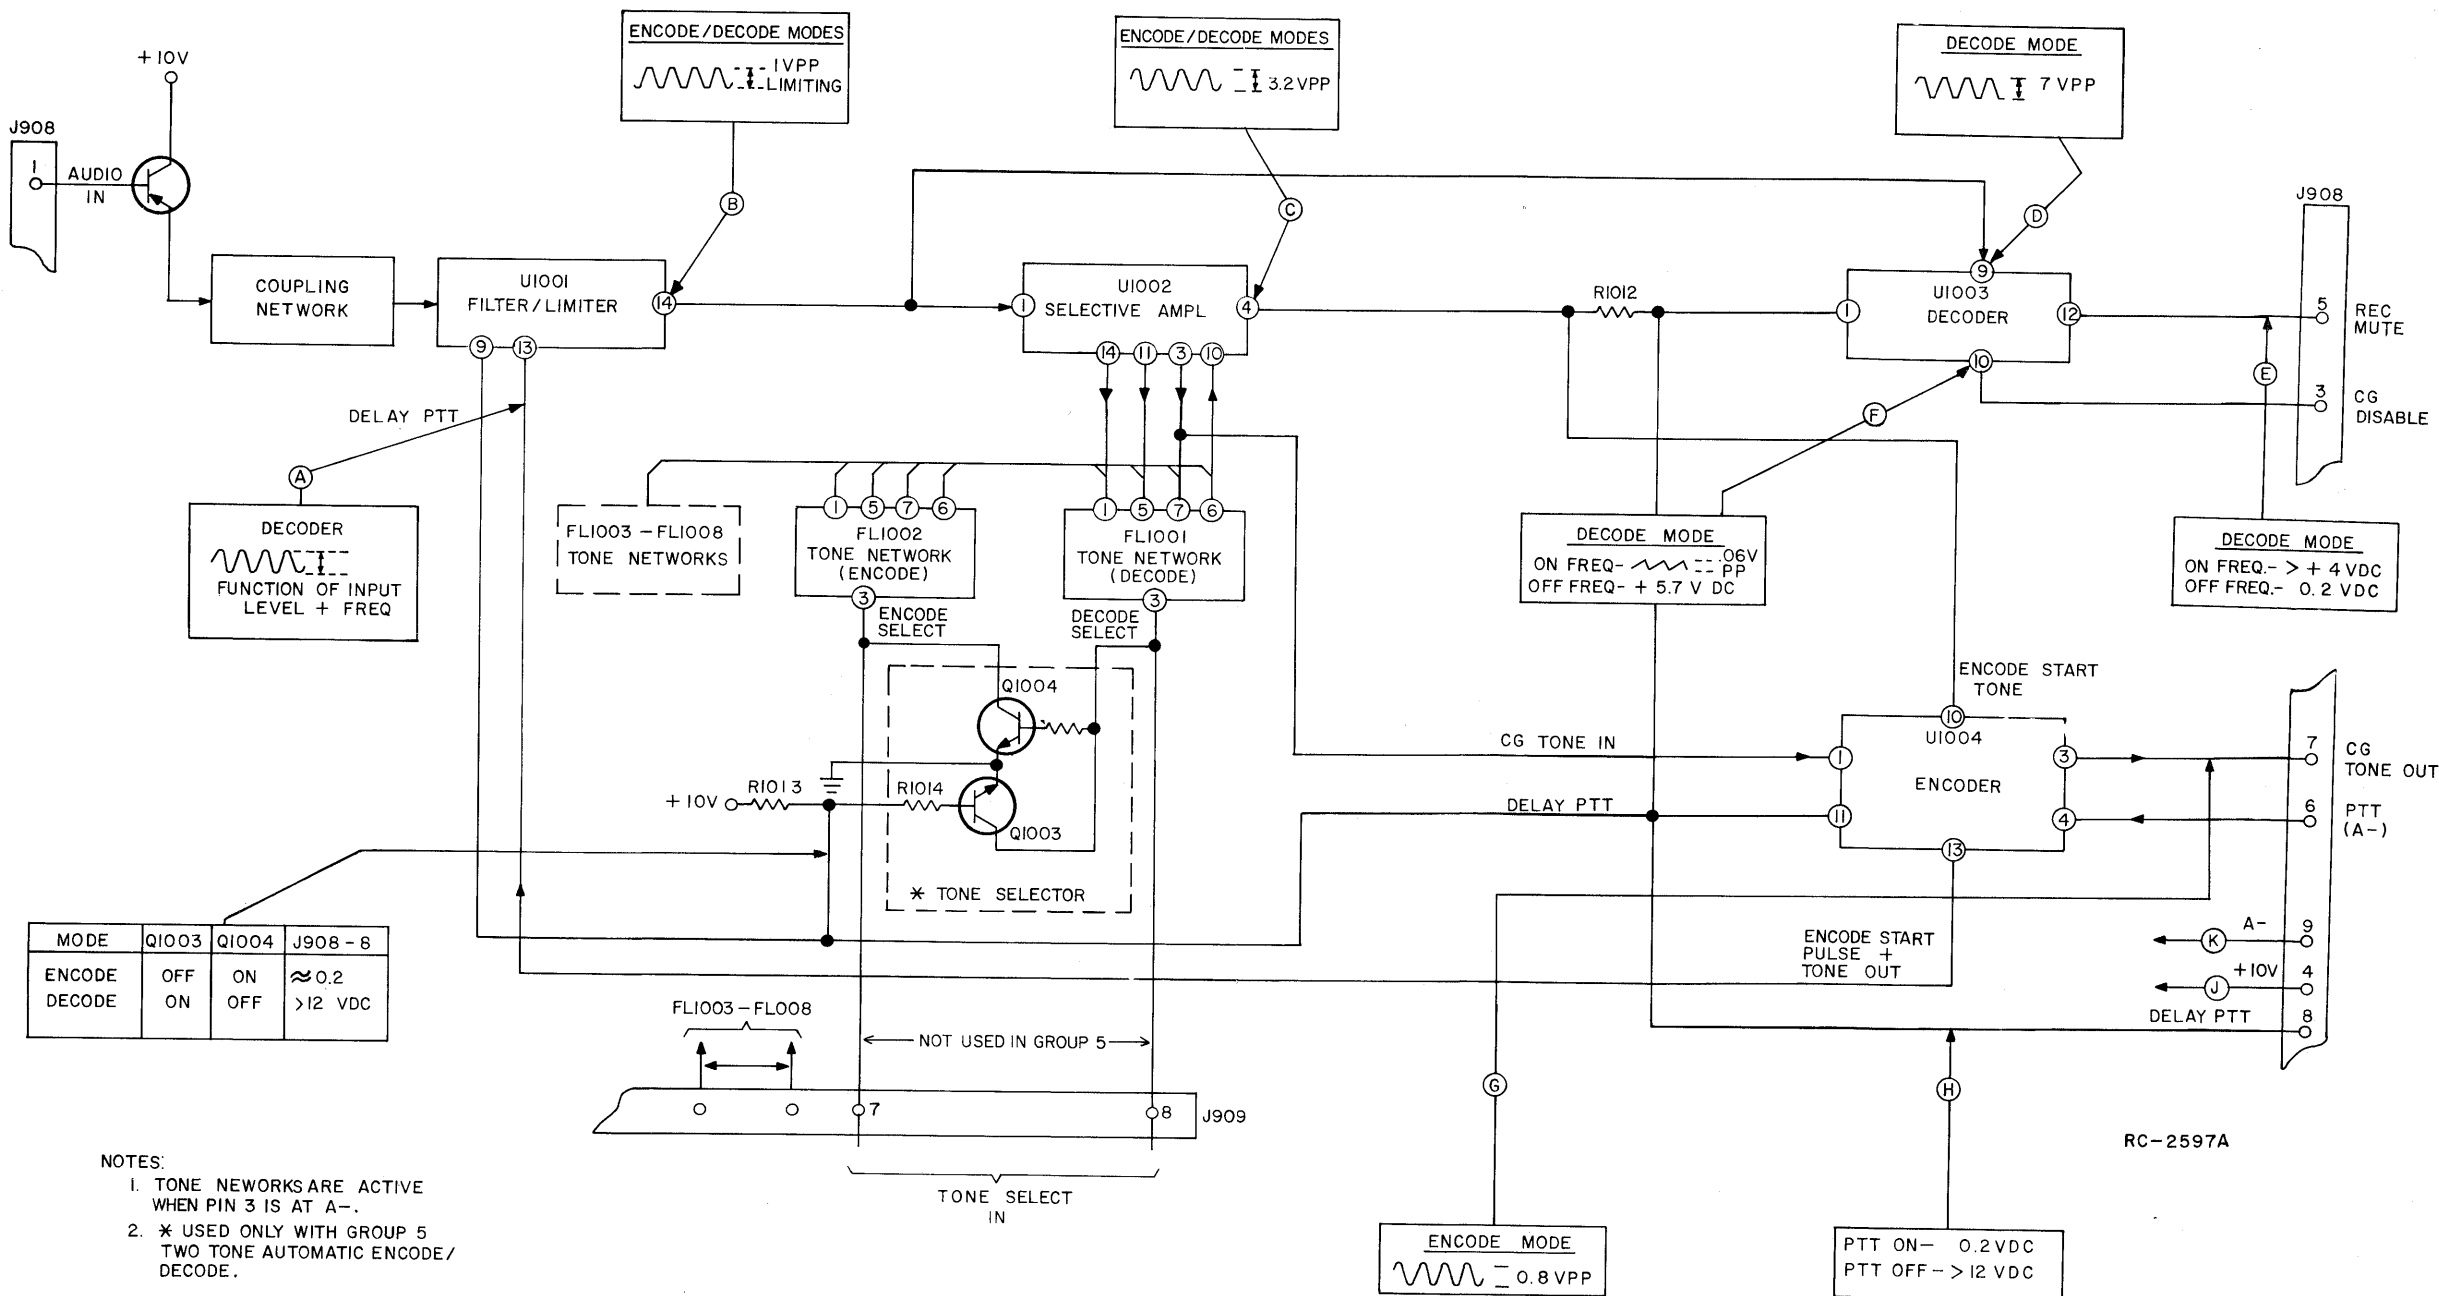 ENCODE/DECODE MODES
1VPP
LIMITING
ENCODE/DECODE MODES
3.2VPP
DECODE MODE
7 VPP
+10V
J908
1
AUDIO
IN
B
C
D
J908
COUPLING
NETWORK
U1001
FILTER/LIMITER
14
9
13
1
U1002
SELECTIVE AMPL
4
14
11
3
10
R1012
9
1
U1003
DECODER
12
10
5
REC
MUTE
E
3
CG
DISABLE
F
DELAY PTT
A
DECODER
FUNCTION OF INPUT
LEVEL + FREQ
FL1003-FL1008
TONE NETWORKS
1
5
7
6
FL1002
TONE NETWORK
(ENCODE)
3
ENCODE
SELECT
1
5
7
6
FL1001
TONE NETWORK
(DECODE)
3
DECODE
SELECT
DECODE MODE
ON FREQ- .06V
PP
OFF FREQ- + 5.7 V DC
DECODE MODE
ON FREQ.- > + 4 VDC
OFF FREQ.- 0.2 VDC
Q1004
+10V
R1013
R1014
Q1003
* TONE SELECTOR
ENCODE START
TONE
CG TONE IN
DELAY PTT
10
U1004
ENCODER
1
11
3
4
13
7
CG
TONE OUT
6
PTT
(A-)
A-
9
K
+10V
4
J
DELAY PTT
8
ENCODE START
PULSE +
TONE OUT
MODE Q1003 Q1004 J908-8
ENCODE OFF ON ≈0.2
DECODE ON OFF >12 VDC
FL1003-FL008
NOT USED IN GROUP 5
7
8
J909
TONE SELECT
IN
G
H
RC-2597A
NOTES:
1. TONE NEWORKS ARE ACTIVE
WHEN PIN 3 IS AT A-.
2. * USED ONLY WITH GROUP 5
TWO TONE AUTOMATIC ENCODE/
DECODE.
ENCODE MODE
0.8VPP
PTT ON- 0.2VDC
PTT OFF->12 VDC